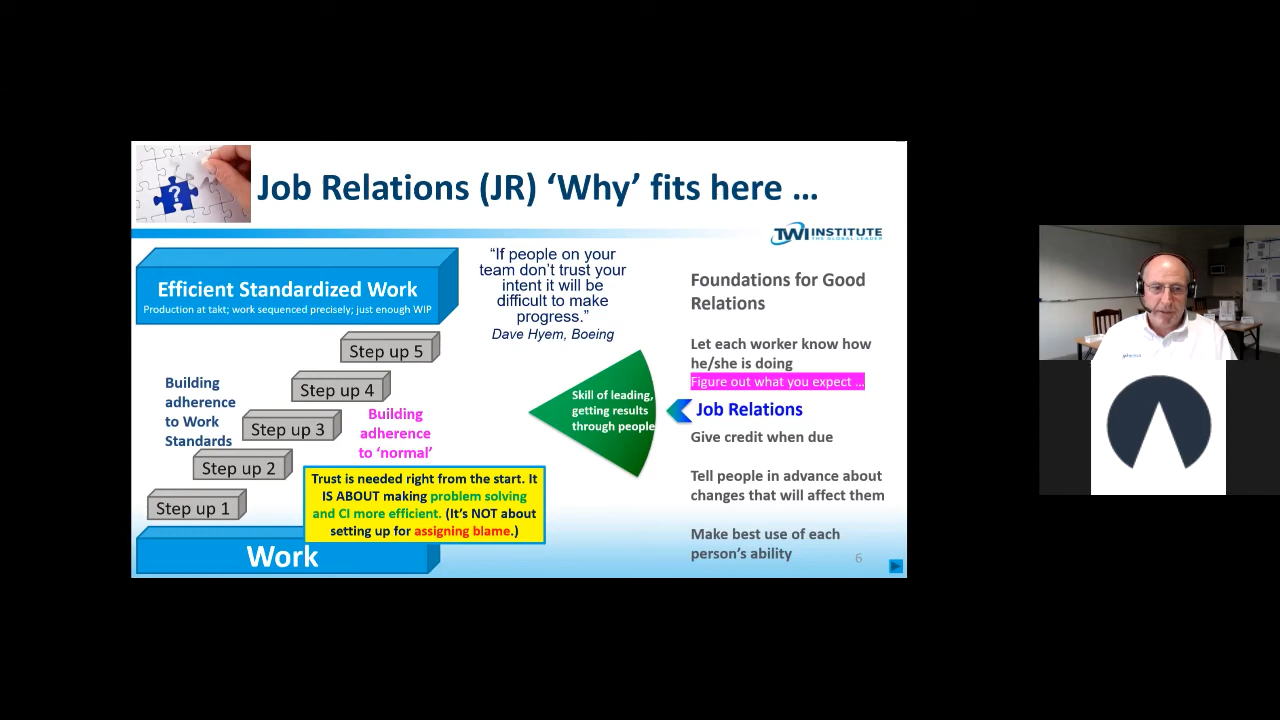 Job Relations (JR) ‘Why’ fits here …
TWI INSTITUTE
THE GLOBAL LEADER
Efficient Standardized Work
Production at takt; work sequenced precisely; just enough WIP
Step up 5
Step up 4
Step up 3
Step up 2
Step up 1
Building
adherence
to Work
Standards
Building
adherence
to ‘normal’
Trust is needed right from the start. It
IS ABOUT making problem solving
and CI more efficient. (It’s NOT about
setting up for assigning blame.)
Work
“If people on your
team don’t trust your
intent it will be
difficult to make
progress.”
Dave Hyem, Boeing
Skill of leading,
getting results
through people
Foundations for Good
Relations
Let each worker know how
he/she is doing
Figure out what you expect …
Job Relations
Give credit when due
Tell people in advance about
changes that will affect them
Make best use of each
person’s ability
6
?